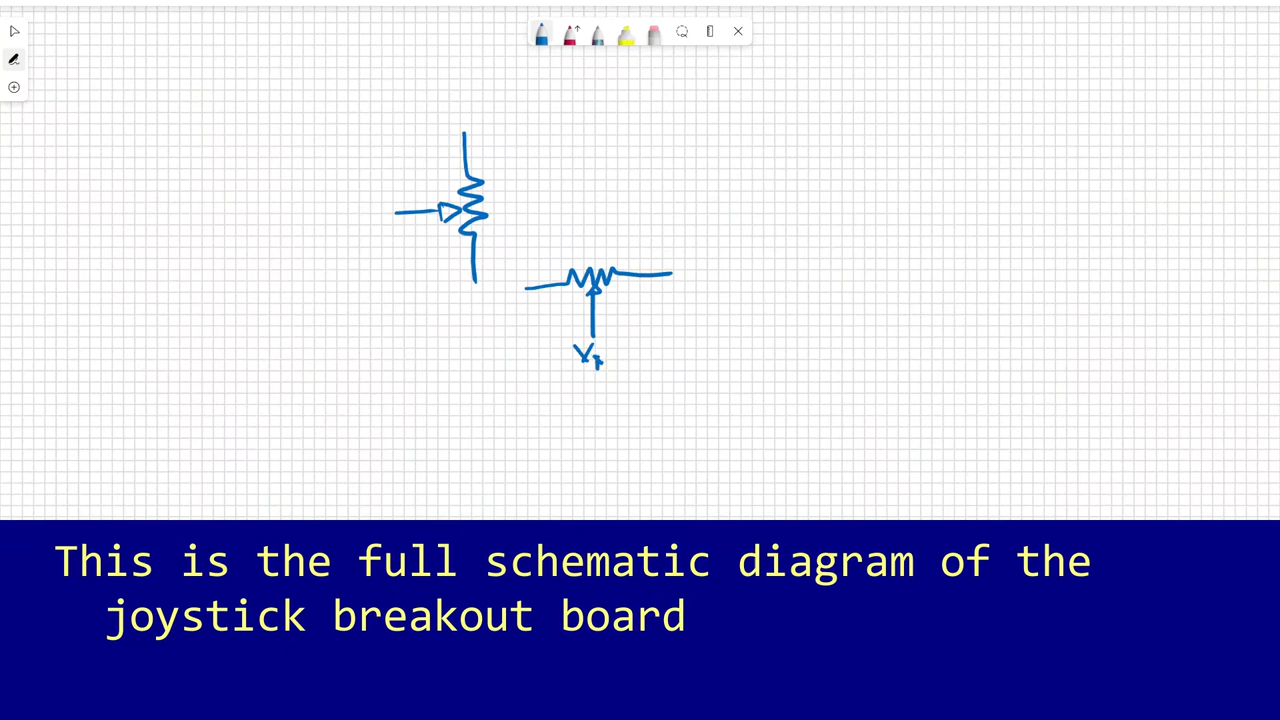 This is the full schematic diagram of the
joystick breakout board